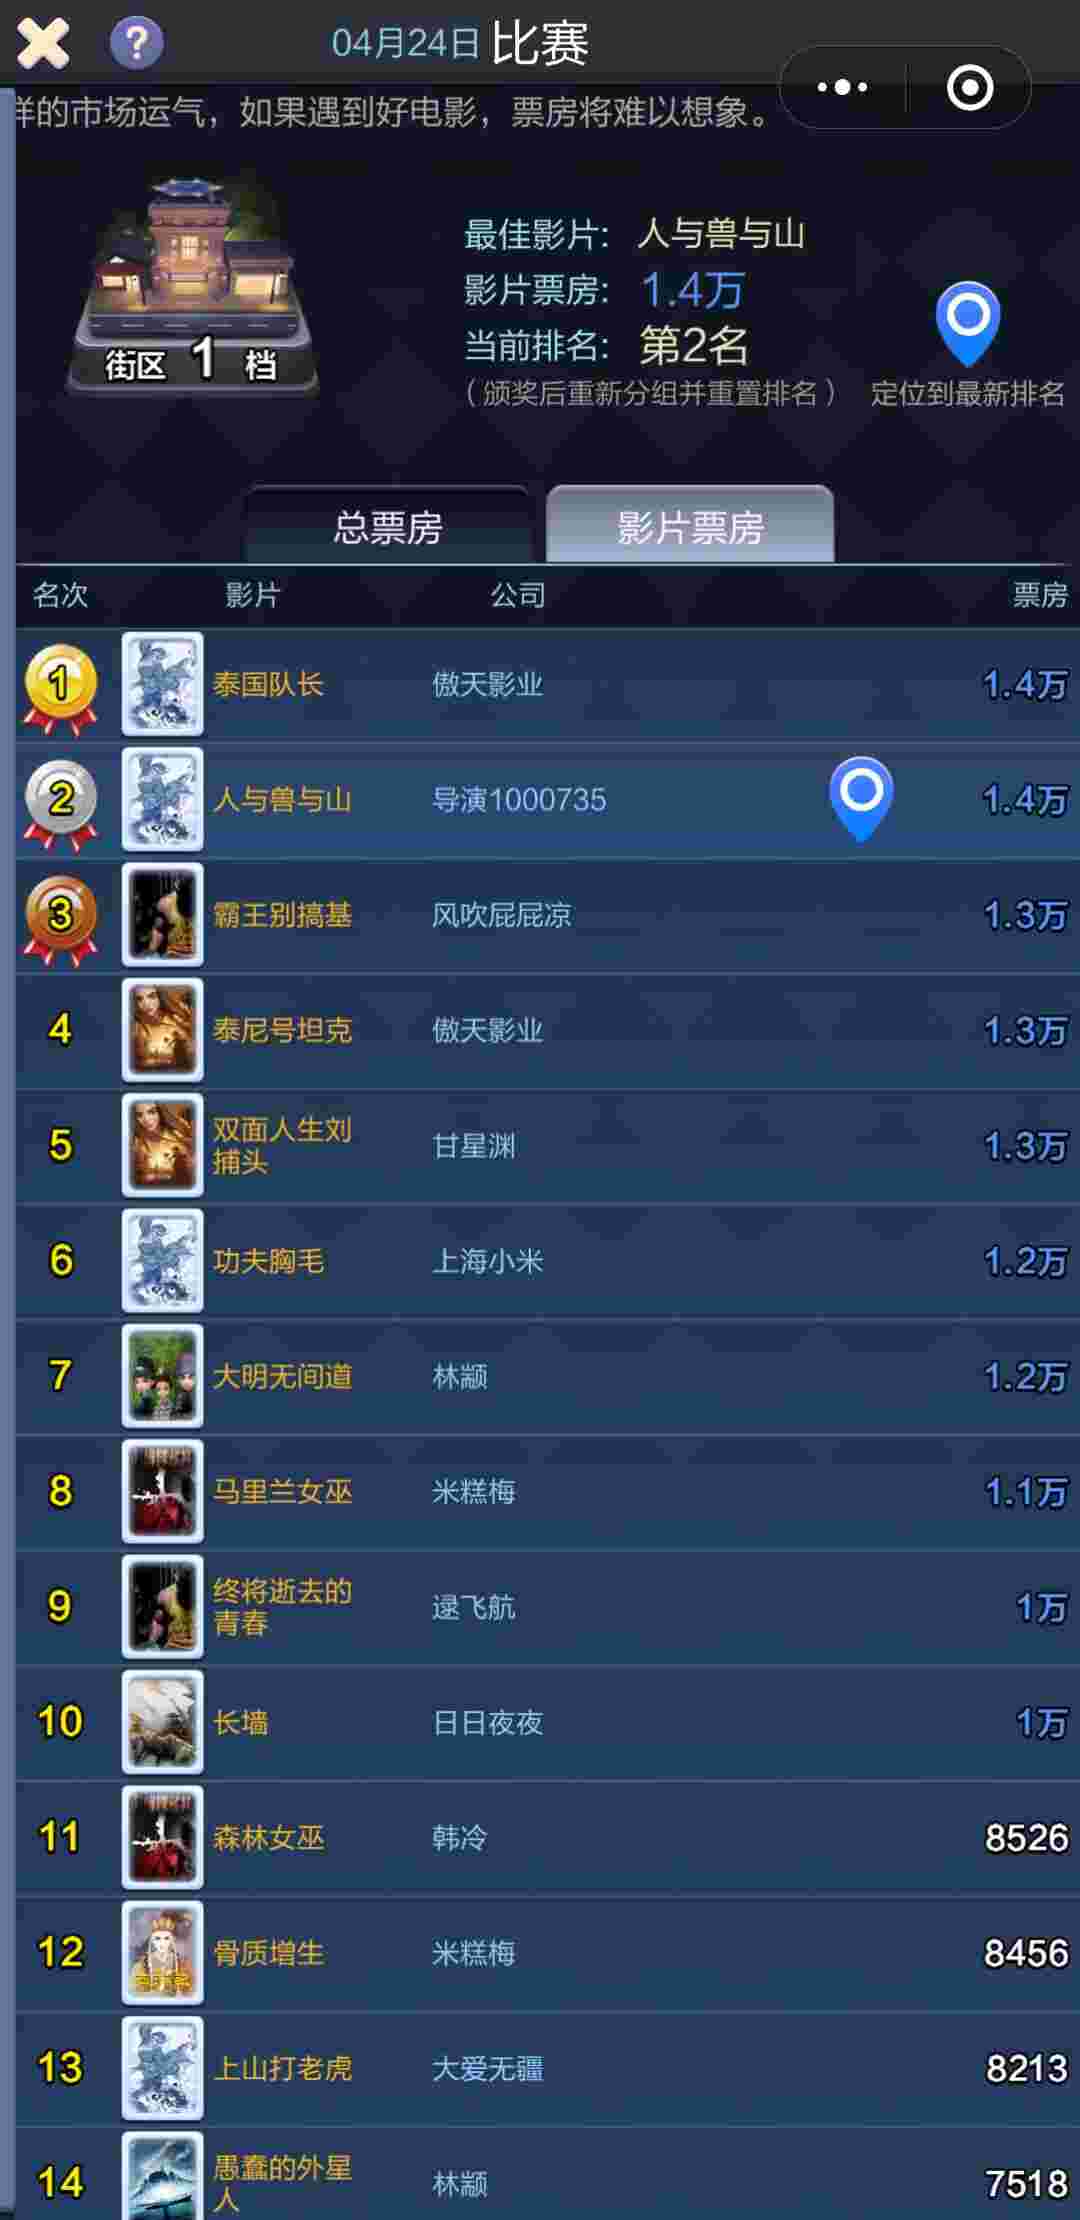 04月24日 比赛
样的市场运气，如果遇到好电影，票房将难以想象。
街区 1 档
最佳影片: 人与兽与山
影片票房: 1.4万
当前排名: 第2名
（颁奖后重新分组并重置排名）
定位到最新排名
总票房 影片票房
名次 影片 公司 票房
1 泰国队长 傲天影业 1.4万
2 人与兽与山 导演1000735 1.4万
3 霸王别搞基 风吹屁屁凉 1.3万
4 泰尼号坦克 傲天影业 1.3万
5 双面人生刘
捕头 甘星渊 1.3万
6 功夫胸毛 上海小米 1.2万
7 大明无间道 林颛 1.2万
8 马里兰女巫 米糕梅 1.1万
9 终将逝去的
青春 逯飞航 1万
10 长墙 日日夜夜 1万
11 森林女巫 韩冷 8526
12 骨质增生 米糕梅 8456
13 上山打老虎 大爱无疆 8213
14 愚蠢的外星
人 林颛 7518